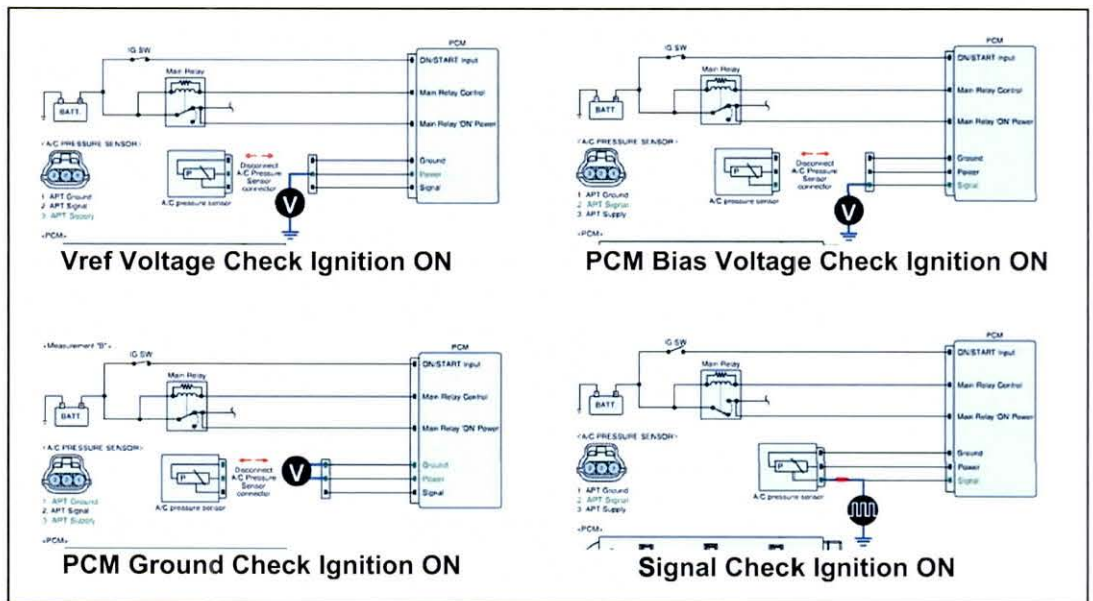 PCM
IG.SW
ON/START Input
Main Relay
Main Relay Control
BATT.
Main Relay 'ON' Power
<A/C PRESSURE SENSOR>
Ground
P
Disconnect
A/C Pressure
Sensor
connector
Power
Signal
1. APT Ground
2. APT Signal
3. APT Supply
A/C pressure sensor
V
<PCM>
Vref Voltage Check Ignition ON
PCM
IG.SW
ON/START Input
Main Relay
Main Relay Control
BATT.
Main Relay 'ON' Power
<A/C PRESSURE SENSOR>
Ground
P
Disconnect
A/C Pressure
Sensor
connector
Power
Signal
1. APT Ground
2. APT Signal
3. APT Supply
A/C pressure sensor
V
<PCM>
PCM Bias Voltage Check Ignition ON
<Measurement "B">
PCM
IG.SW
ON/START Input
Main Relay
Main Relay Control
BATT.
Main Relay 'ON' Power
<A/C PRESSURE SENSOR>
Ground
P
Disconnect
A/C Pressure
Sensor
connector
V
Power
Signal
1. APT Ground
2. APT Signal
3. APT Supply
A/C pressure sensor
<PCM>
PCM Ground Check Ignition ON
PCM
IG.SW
ON/START Input
Main Relay
Main Relay Control
BATT.
Main Relay 'ON' Power
<A/C PRESSURE SENSOR>
Ground
P
Power
Signal
1. APT Ground
2. APT Signal
3. APT Supply
A/C pressure sensor
<PCM>
Signal Check Ignition ON